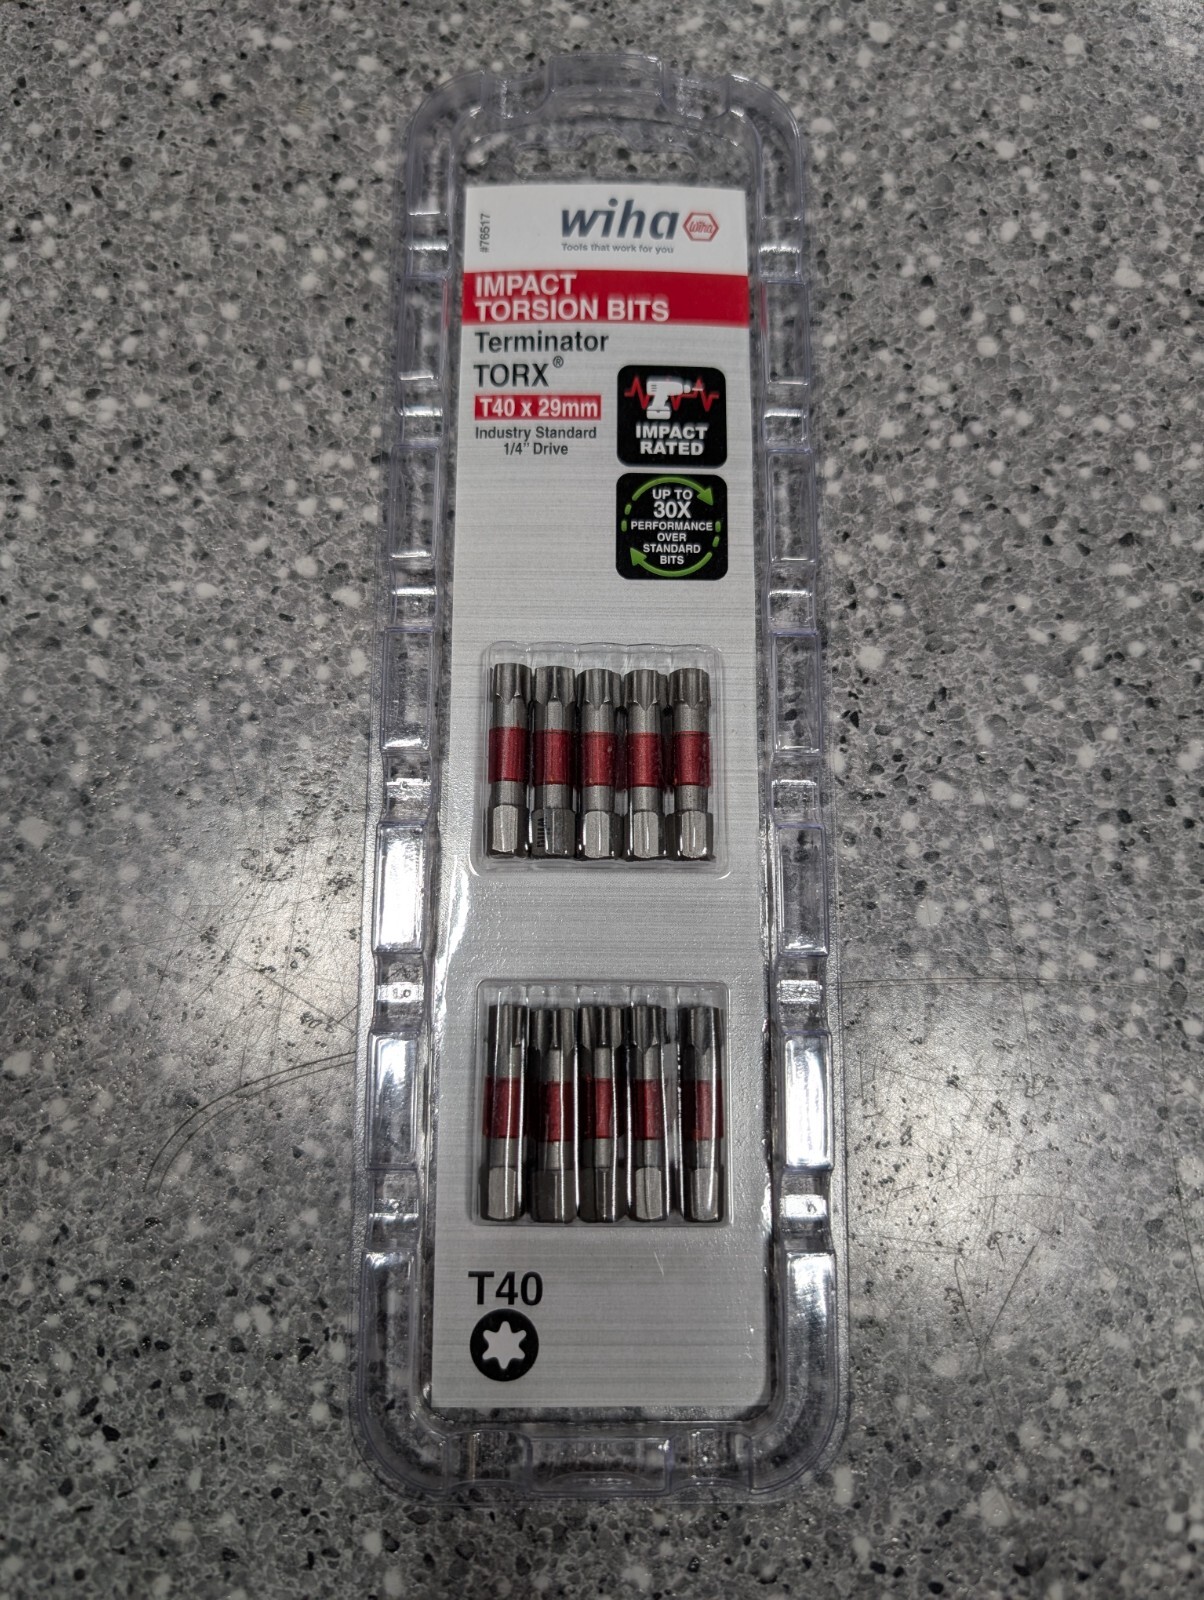 #76517
wiha
wiha
Tools that work for you
IMPACT
TORSION BITS
Terminator
TORX®
T40 x 29mm
Industry Standard
1/4" Drive
IMPACT
RATED
UP TO
30X
PERFORMANCE
OVER
STANDARD
BITS
T40